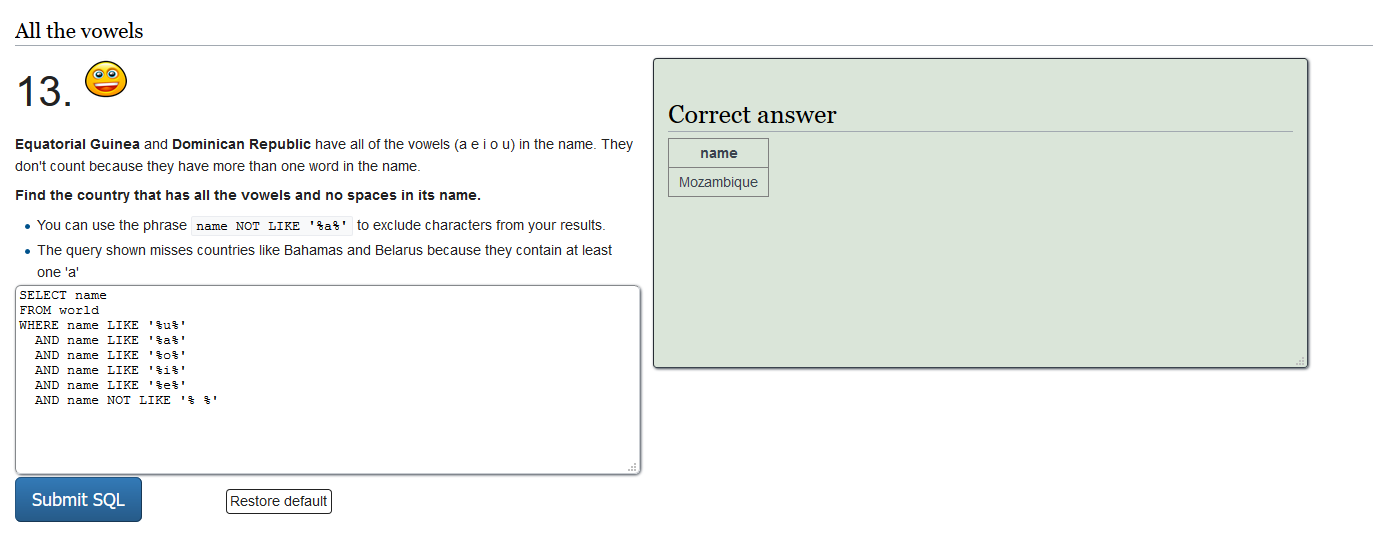 All the vowels
13.
Equatorial Guinea and Dominican Republic have all of the vowels (a e i o u) in the name. They
don't count because they have more than one word in the name.
Find the country that has all the vowels and no spaces in its name.
• You can use the phrase name NOT LIKE '%a%' to exclude characters from your results.
• The query shown misses countries like Bahamas and Belarus because they contain at least
one 'a'
SELECT name
FROM world
WHERE name LIKE '%u%'
  AND name LIKE '%a%'
  AND name LIKE '%o%'
  AND name LIKE '%i%'
  AND name LIKE '%e%'
  AND name NOT LIKE '% %'
Submit SQL
Restore default
Correct answer
name
Mozambique